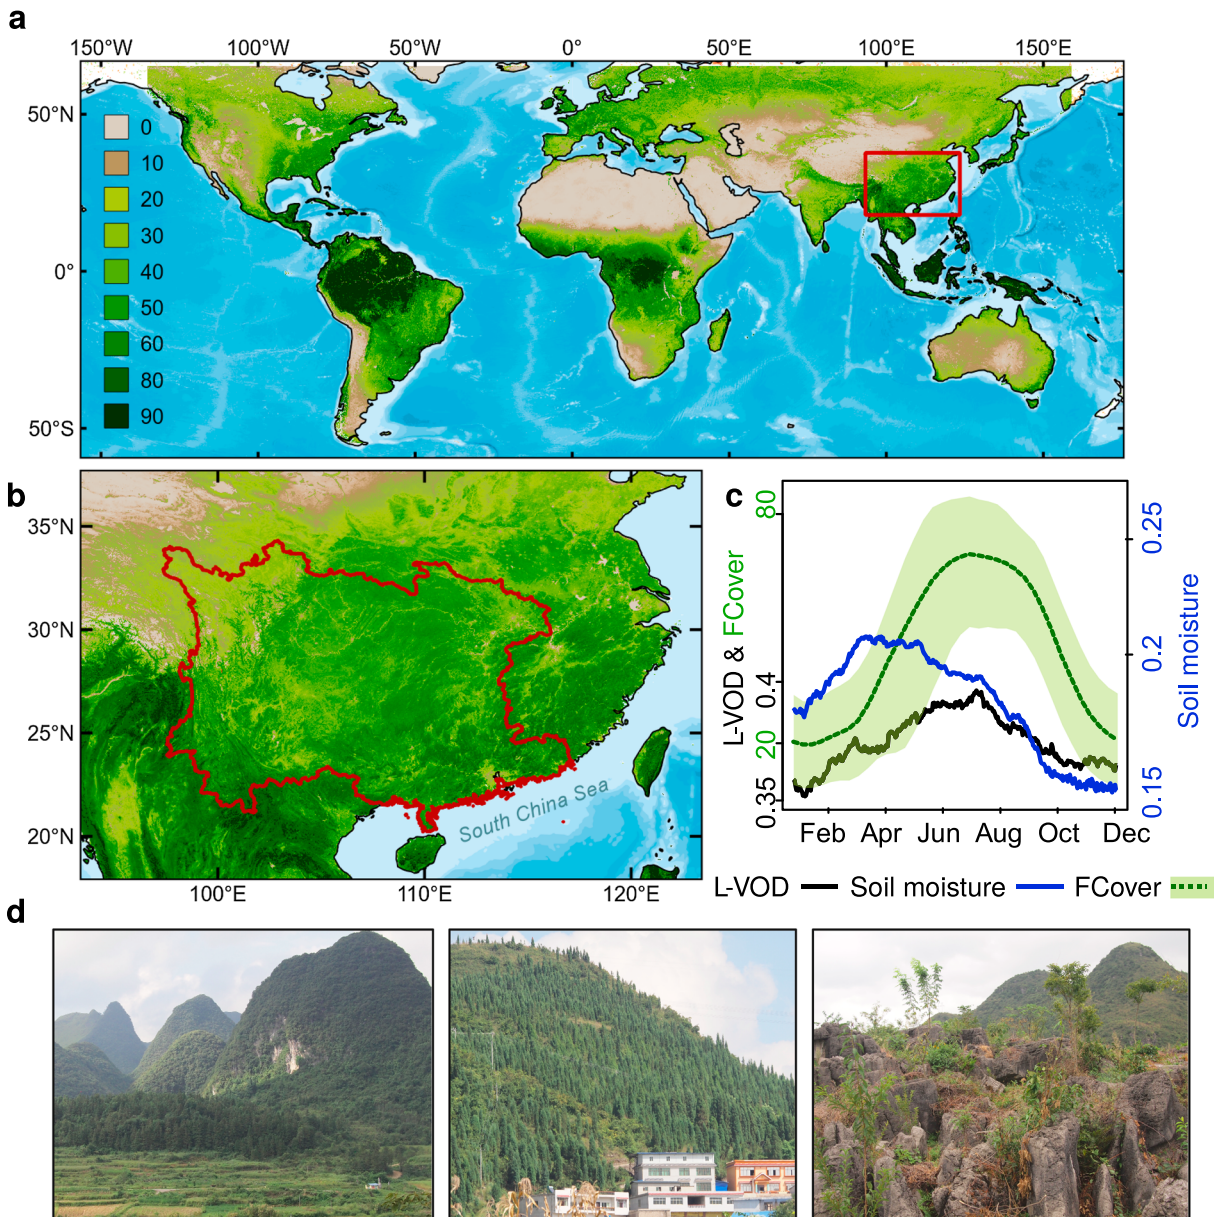 a
150°W 100°W 50°W 0° 50°E 100°E 150°E
50°N
0°
50°S
0
10
20
30
40
50
60
80
90
b
35°N
30°N
25°N
20°N
100°E 110°E 120°E
South China Sea
c
L-VOD & FCover
0.35 0.4
20 80
Soil moisture
0.15 0.2 0.25
Feb Apr Jun Aug Oct Dec
L-VOD Soil moisture FCover
d